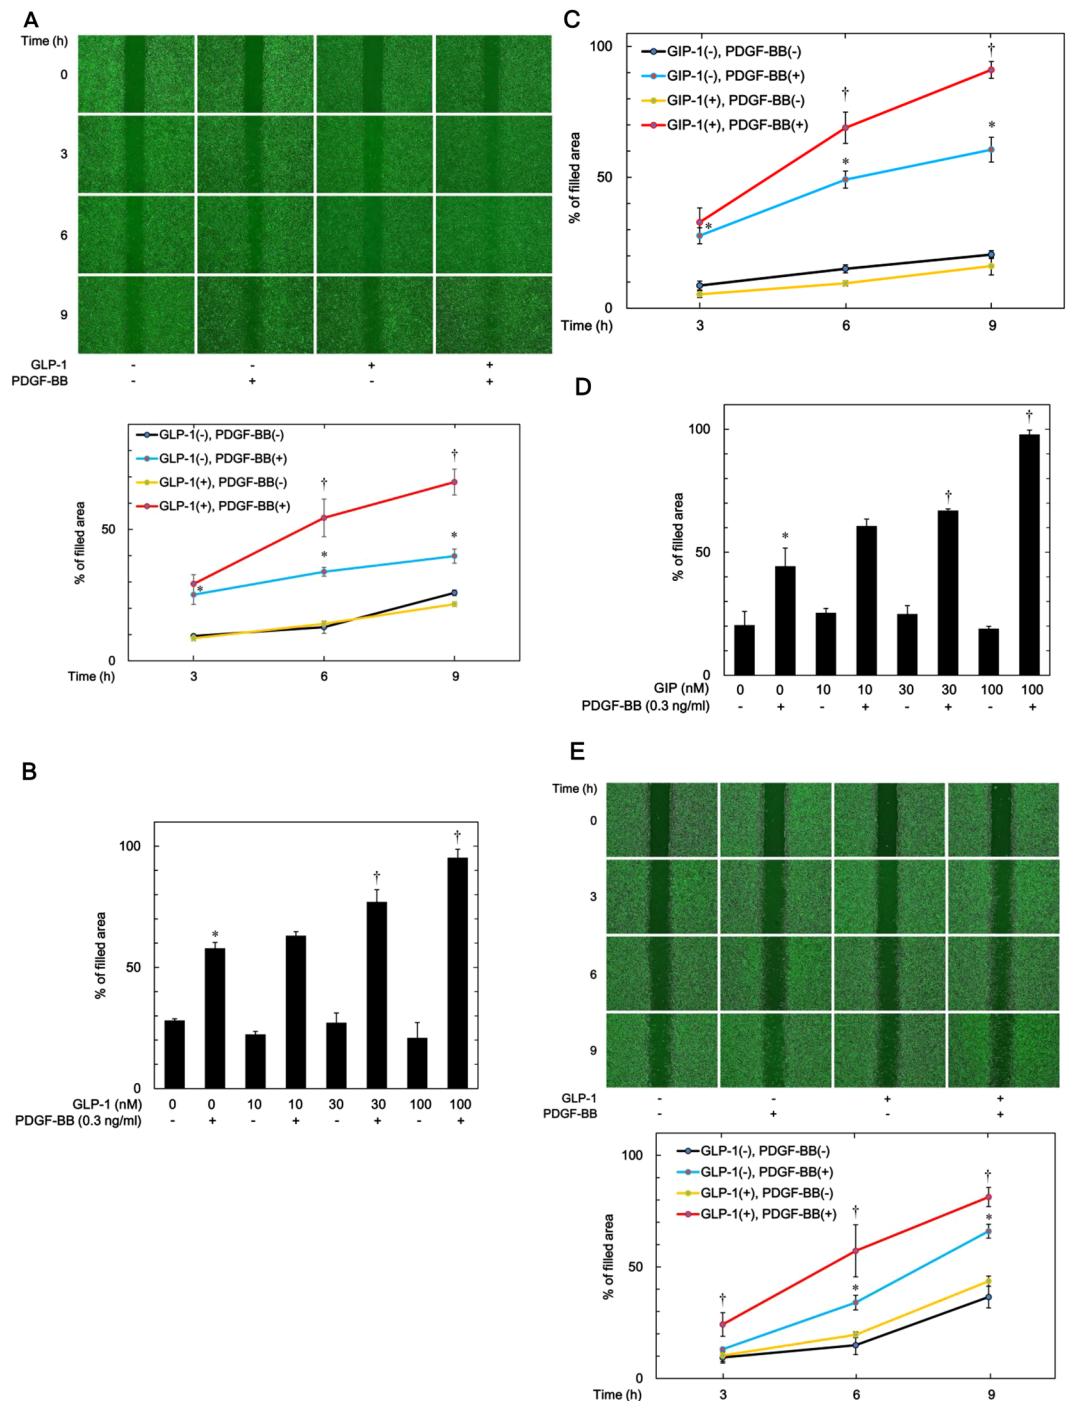 A
Time (h)
0
3
6
9
GLP-1 - - + +
PDGF-BB - + - +
GLP-1(-), PDGF-BB(-)
GLP-1(-), PDGF-BB(+)
GLP-1(+), PDGF-BB(-)
GLP-1(+), PDGF-BB(+)
% of filled area
50
0
* † * † *
Time (h) 3 6 9
B
% of filled area
100
50
0
* † †
GLP-1 (nM) 0 0 10 10 30 30 100 100
PDGF-BB (0.3 ng/ml) - + - + - + - +
C
100
50
0
% of filled area
GIP-1(-), PDGF-BB(-)
GIP-1(-), PDGF-BB(+)
GIP-1(+), PDGF-BB(-)
GIP-1(+), PDGF-BB(+)
* † * † *
Time (h) 3 6 9
D
% of filled area
100
50
0
* † †
GIP (nM) 0 0 10 10 30 30 100 100
PDGF-BB (0.3 ng/ml) - + - + - + - +
E
Time (h)
0
3
6
9
GLP-1 - - + +
PDGF-BB - + - +
GLP-1(-), PDGF-BB(-)
GLP-1(-), PDGF-BB(+)
GLP-1(+), PDGF-BB(-)
GLP-1(+), PDGF-BB(+)
% of filled area
100
50
0
† † * † *
Time (h) 3 6 9